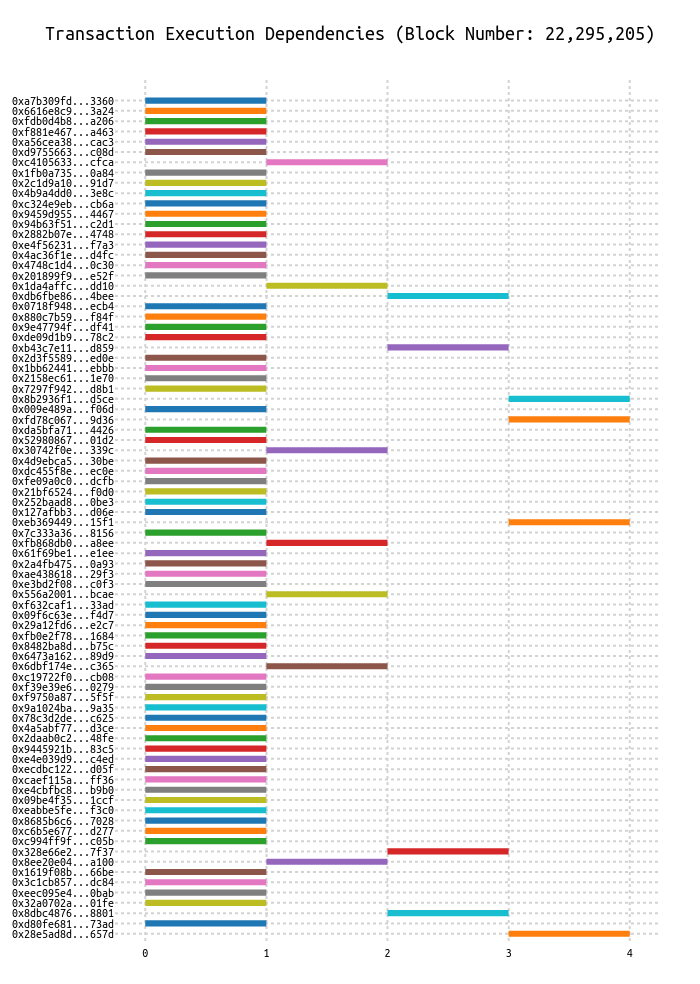 Transaction Execution Dependencies (Block Number: 22,295,205)
0xa7b309fd...3360
0x6616e8c9...3a24
0xfdb0d4b8...a206
0xf881e467...a463
0xa56cea38...cac3
0xd9755663...c08d
0xc4105633...cfca
0x1fb0a735...0a84
0x2c1d9a10...91d7
0x4b9a4dd0...3e8c
0xc324e9eb...cb6a
0x9459d955...4467
0x94b63f51...c2d1
0x2882b07e...4748
0xe4f56231...f7a3
0x4ac36f1e...d4fc
0x4748c1d4...0c30
0x201899f9...e52f
0x1da4affc...dd10
0xdb6fbe86...4bee
0x0718f948...ecb4
0x880c7b59...f84f
0x9e47794f...df41
0xde09d1b9...78c2
0xb43c7e11...d859
0x2d3f5589...ed0e
0x1bb62441...ebbb
0x2158ec61...1e70
0x7297f942...d8b1
0x8b2936f1...d5ce
0x009e489a...f06d
0xfd78c067...9d36
0xda5bfa71...4426
0x52980867...01d2
0x30742f0e...339c
0x4d9ebca5...30be
0xdc455f8e...ec0e
0xfe09a0c0...dcfb
0x21bf6524...f0d0
0x252baad8...0be3
0x127afbb3...d06e
0xeb369449...15f1
0x7c333a36...8156
0xfb868db0...a8ee
0x61f69be1...e1ee
0x2a4fb475...0a93
0xae438618...29f3
0xe3bd2f08...c0f3
0x556a2001...bcae
0xf632caf1...33ad
0x09f6c63e...f4d7
0x29a12fd6...e2c7
0xfb0e2f78...1684
0x8482ba8d...b75c
0x6473a162...89d9
0x6dbf174e...c365
0xc19722f0...cb08
0xf39e39e6...0279
0xf9750a87...5f5f
0x9a1024ba...9a35
0x78c3d2de...c625
0x4a5abf77...d3ce
0x2daab0c2...48fe
0x9445921b...83c5
0xe4e039d9...c4ed
0xecdbc122...d05f
0xcaef115a...ff36
0xe4cbfbc8...b9b0
0x09be4f35...1ccf
0xeabbe5fe...f3c0
0x8685b6c6...7028
0xc6b5e677...d277
0xc994ff9f...c05b
0x328e66e2...7f37
0x8ee20e04...a100
0x1619f08b...66be
0x3c1cb857...dc84
0xeec095e4...0bab
0x32a0702a...01fe
0x8dbc4876...8801
0xd80fe681...73ad
0x28e5ad8d...657d
0 1 2 3 4